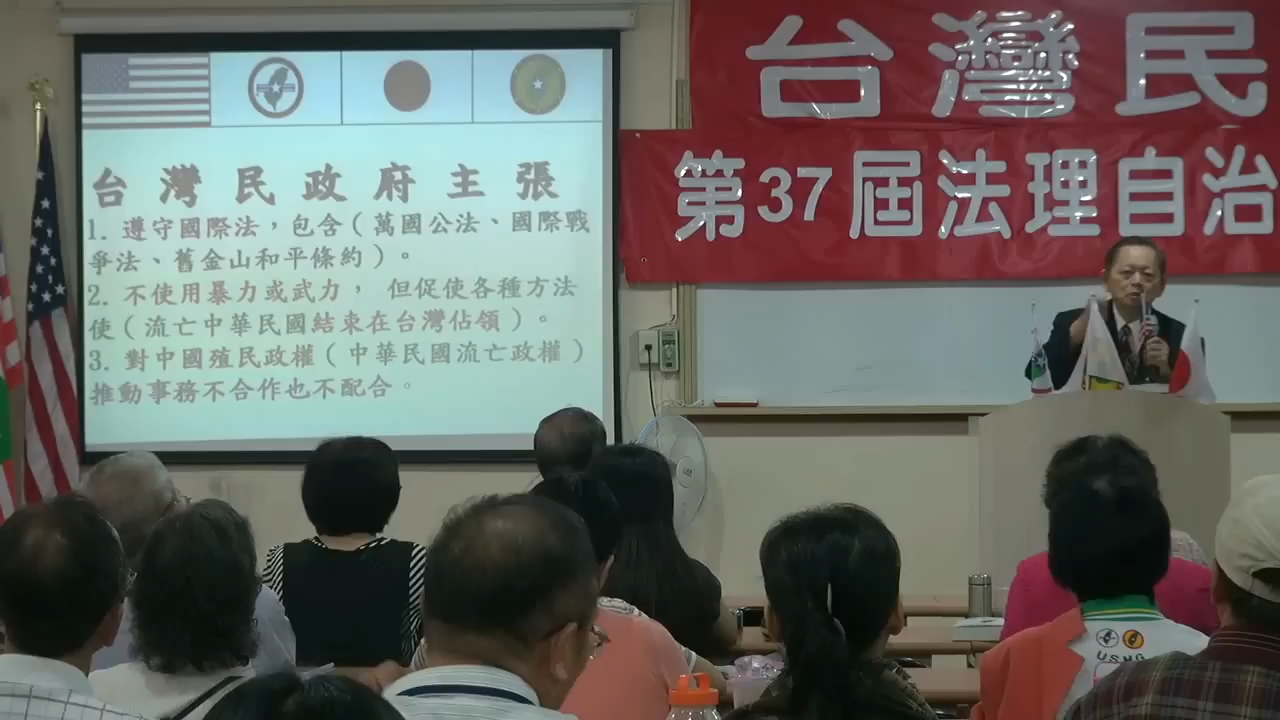 台灣民政府主張
1. 遵守國際法，包含（萬國公法、國際戰
爭法、舊金山和平條約）。
2. 不使用暴力或武力， 但促使各種方法
使（流亡中華民國結束在台灣佔領）。
3. 對中國殖民政權（中華民國流亡政權）
推動事務不合作也不配合。
台灣民
第37屆法理自治
USMG